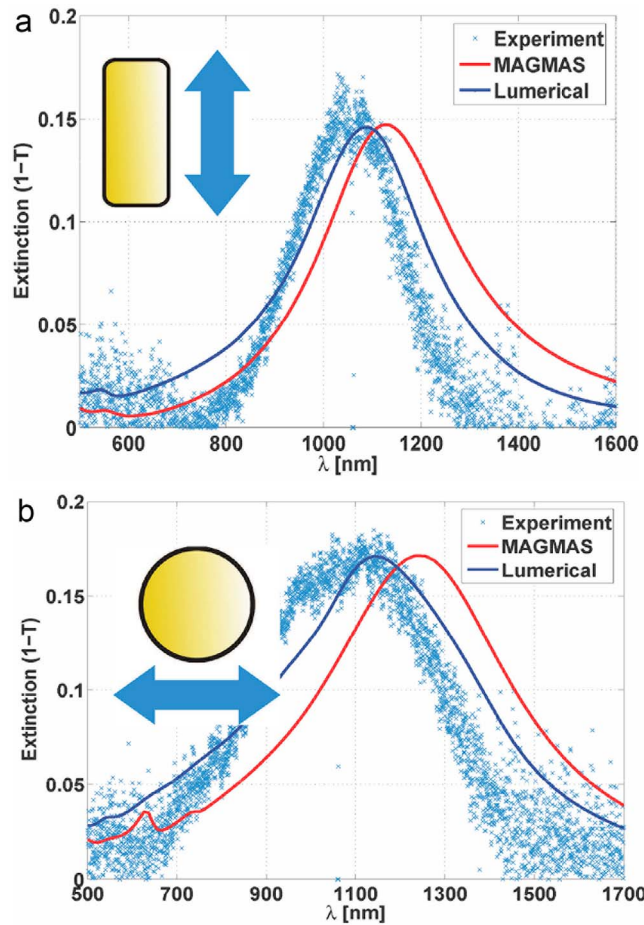 a
0.2
0.15
0.1
0.05
0
Extinction (1−T)
Experiment
MAGMAS
Lumerical
600 800 1000 1200 1400 1600
λ [nm]
b
0.2
0.15
0.1
0.05
0
Extinction (1−T)
Experiment
MAGMAS
Lumerical
500 700 900 1100 1300 1500 1700
λ [nm]